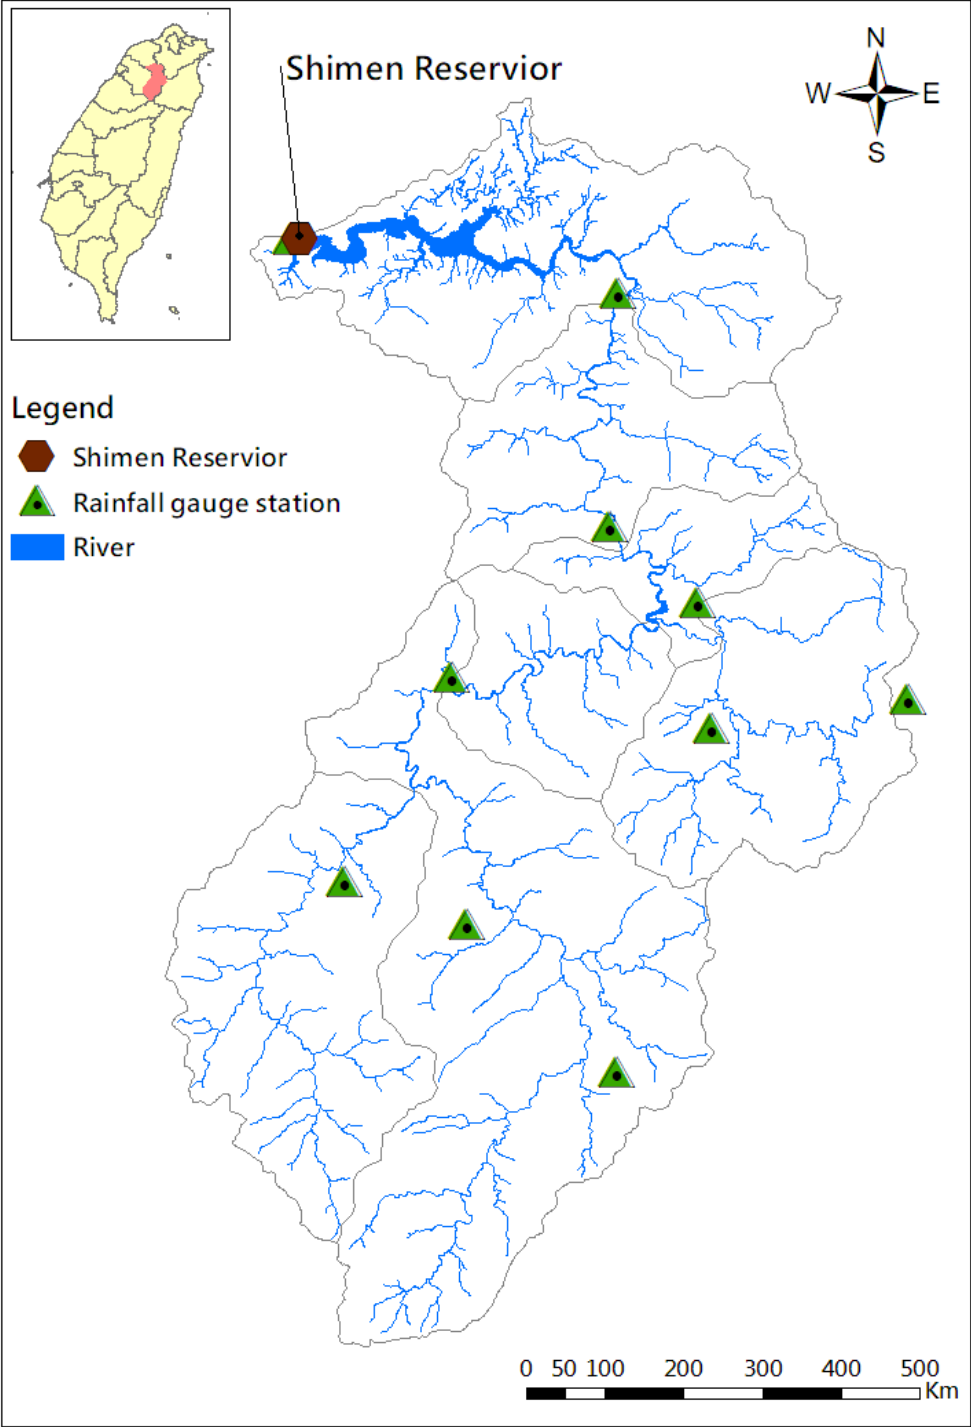 Shimen Reservior
N
W E
S
Legend
Shimen Reservior
Rainfall gauge station
River
0 50 100 200 300 400 500
Km